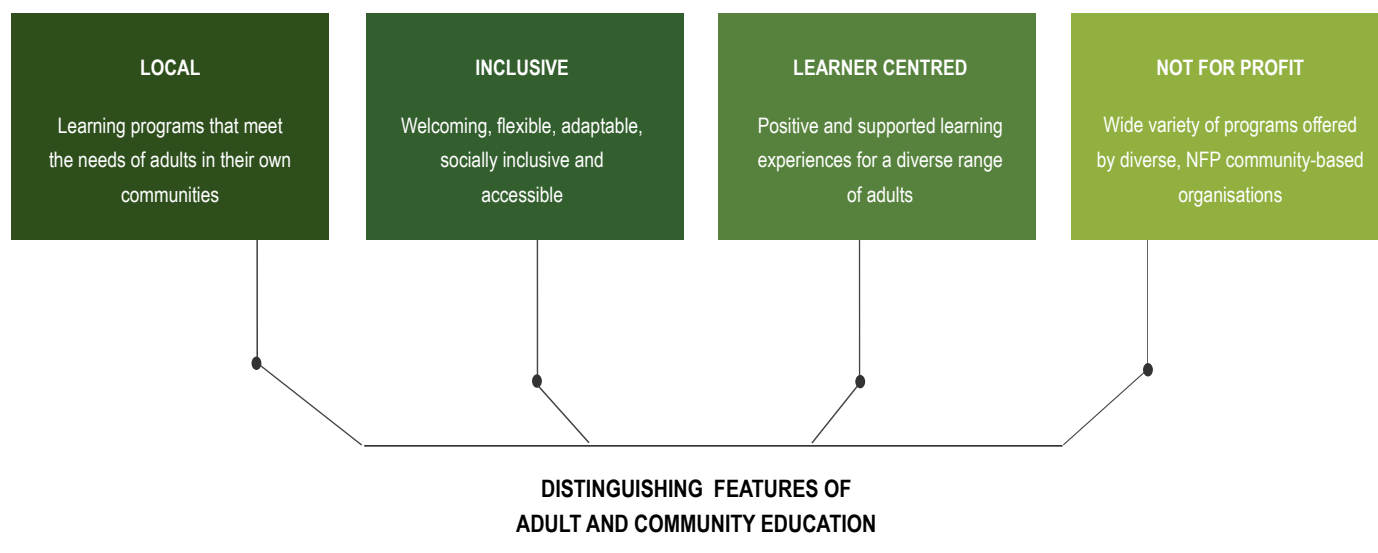 LOCAL
Learning programs that meet
the needs of adults in their own
communities
INCLUSIVE
Welcoming, flexible, adaptable,
socially inclusive and
accessible
LEARNER CENTRED
Positive and supported learning
experiences for a diverse range
of adults
NOT FOR PROFIT
Wide variety of programs offered
by diverse, NFP community-based
organisations
DISTINGUISHING FEATURES OF
ADULT AND COMMUNITY EDUCATION